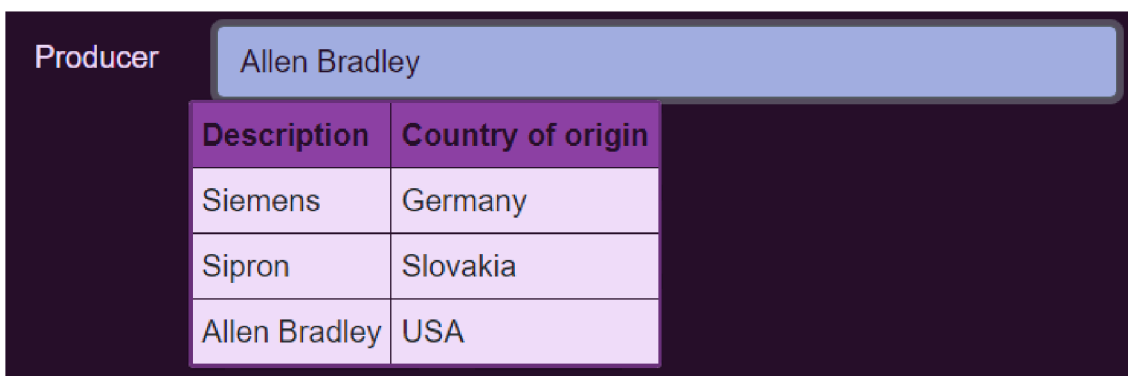 Producer Allen Bradley
Description Country of origin
Siemens Germany
Sipron Slovakia
Allen Bradley USA